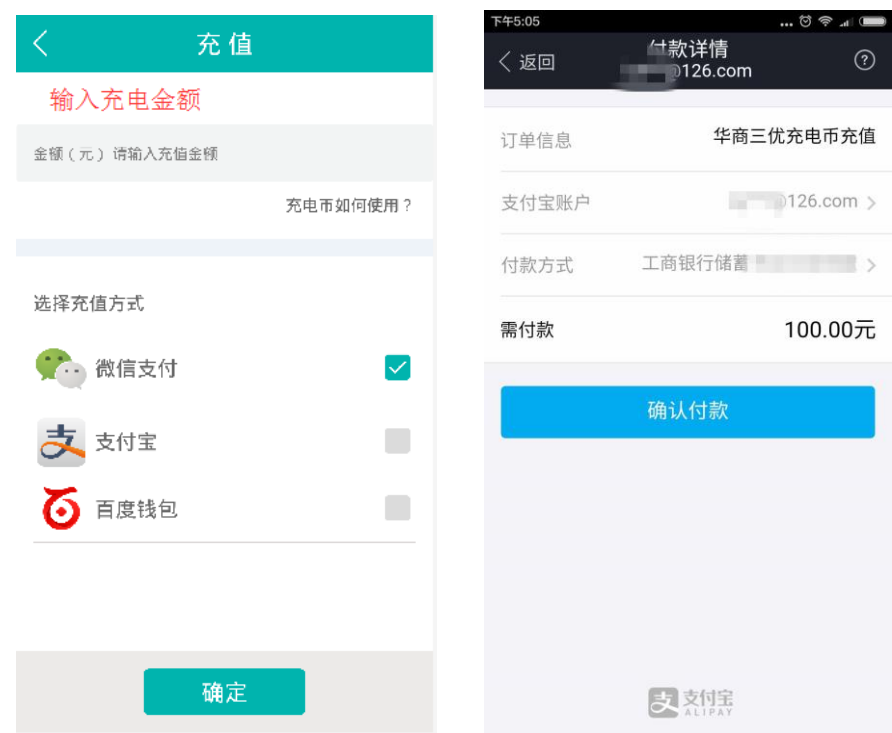 充值
输入充电金额
金额（元）请输入充值金额
充电币如何使用？
选择充值方式
微信支付
支付宝
百度钱包
确定
下午5:05
返回
付款详情
@126.com
订单信息 华商三优充电币充值
支付宝账户 @126.com
付款方式 工商银行储蓄
需付款 100.00元
确认付款
支付宝
ALIPAY